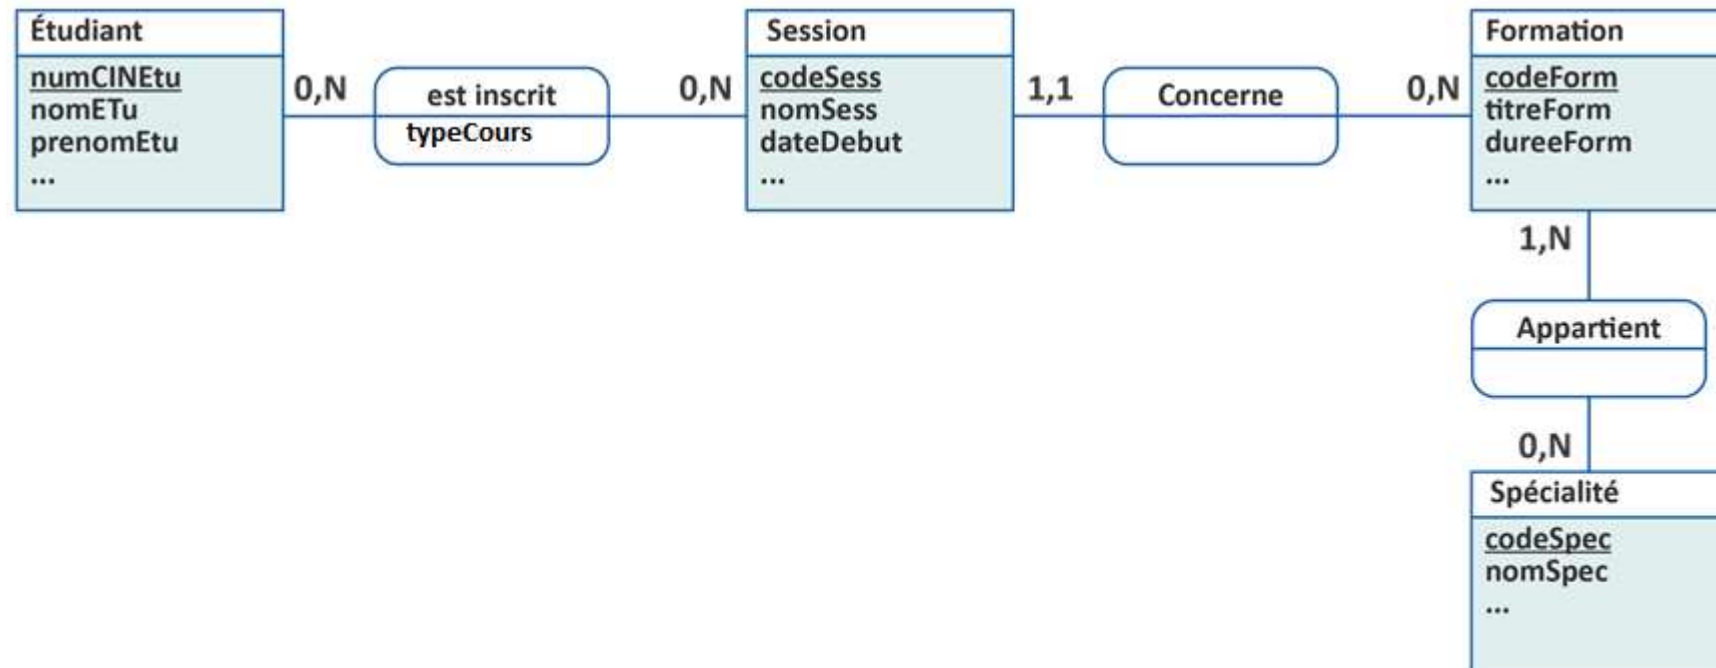 Étudiant
numCINEtu
nomETu
prenomEtu
...
0,N
est inscrit
typeCours
0,N
Session
codeSess
nomSess
dateDebut
...
1,1
Concerne
0,N
Formation
codeForm
titreForm
dureeForm
...
1,N
Appartient
0,N
Spécialité
codeSpec
nomSpec
...